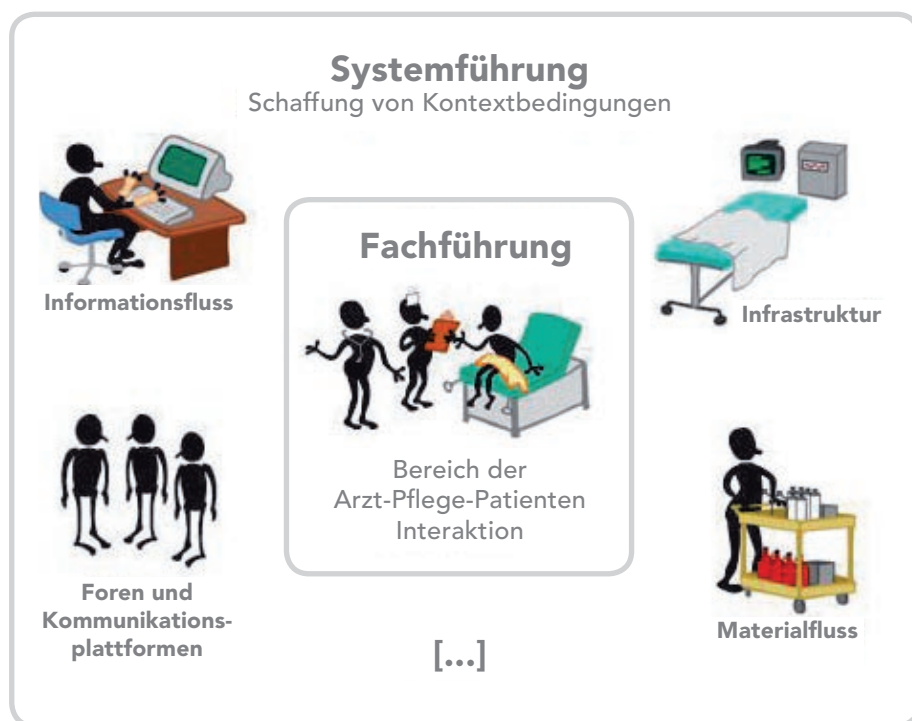 Systemführung
Schaffung von Kontextbedingungen
Informationsfluss
Infrastruktur
Fachführung
Bereich der
Arzt-Pflege-Patienten
Interaktion
Foren und
Kommunikations-
plattformen
Materialfluss
[...]